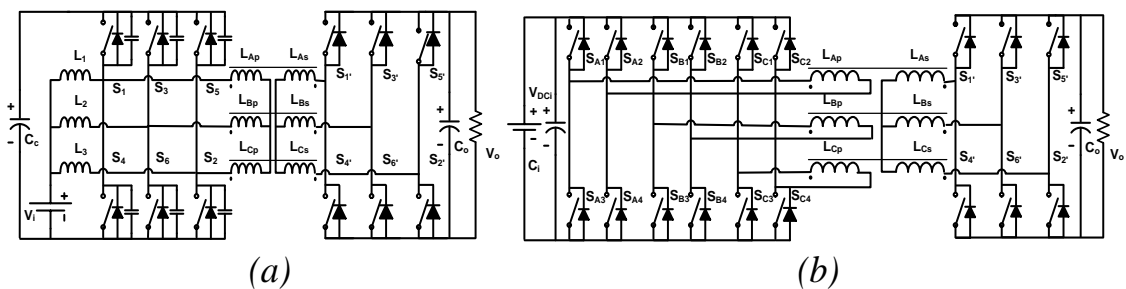 L1 LAp LAs S1' S3' S5'
S1 S3 S5
L2 LBp LBs
+ Cc -
L3 LCp LCs
S4 S6 S2 S4' S6' S2'
+ Co - Vo
Vi + -
(a)
SA1 SA2 SB1 SB2 SC1 SC2
LAp LAs S1' S3' S5'
VDCi + + - -
Ci
LBp LBs
LCp LCs S4' S6' S2'
+ Co - Vo
SA3 SA4 SB3 SB4 SC3 SC4
(b)